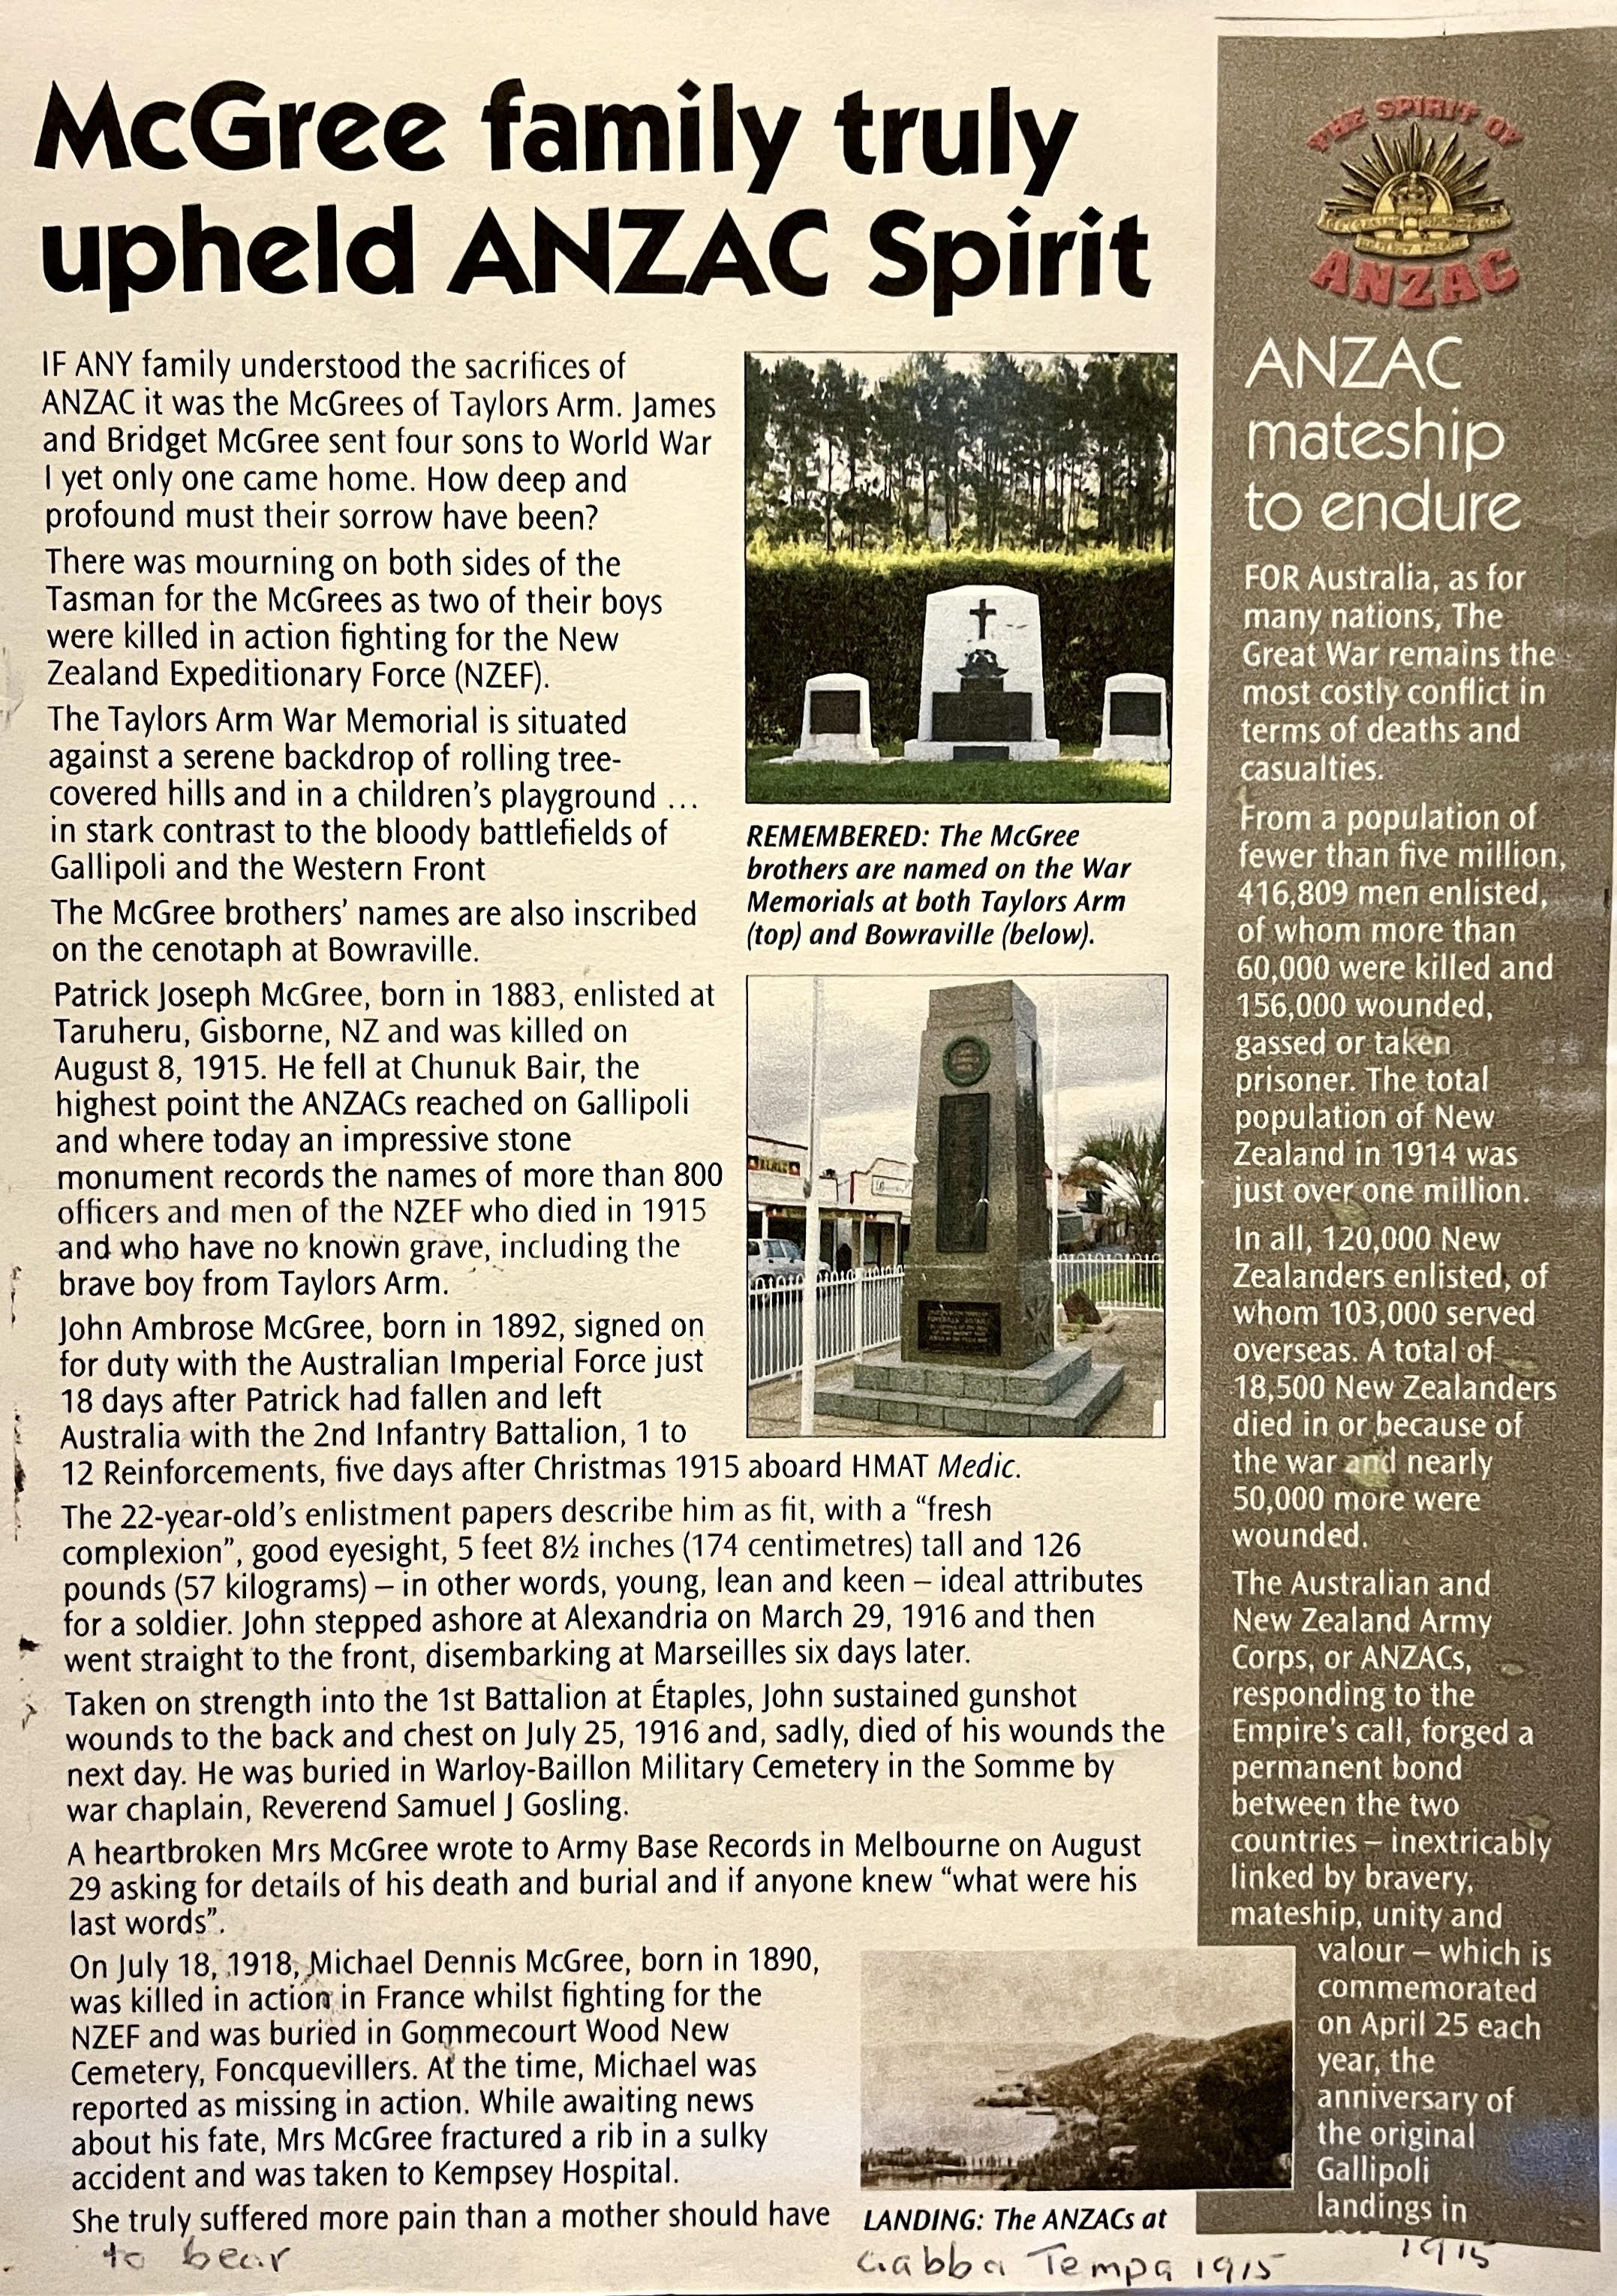 McGree family truly
upheld ANZAC Spirit
IF ANY family understood the sacrifices of
ANZAC it was the McGrees of Taylors Arm. James
and Bridget McGree sent four sons to World War
I yet only one came home. How deep and
profound must their sorrow have been?
There was mourning on both sides of the
Tasman for the McGrees as two of their boys
were killed in action fighting for the New
Zealand Expeditionary Force (NZEF).
The Taylors Arm War Memorial is situated
against a serene backdrop of rolling tree-
covered hills and in a children's playground …
in stark contrast to the bloody battlefields of
Gallipoli and the Western Front
The McGree brothers' names are also inscribed
on the cenotaph at Bowraville.
Patrick Joseph McGree, born in 1883, enlisted at
Taruheru, Gisborne, NZ and was killed on
August 8, 1915. He fell at Chunuk Bair, the
highest point the ANZACs reached on Gallipoli
and where today an impressive stone
monument records the names of more than 800
officers and men of the NZEF who died in 1915
and who have no known grave, including the
brave boy from Taylors Arm.
John Ambrose McGree, born in 1892, signed on
for duty with the Australian Imperial Force just
18 days after Patrick had fallen and left
Australia with the 2nd Infantry Battalion, 1 to
12 Reinforcements, five days after Christmas 1915 aboard HMAT Medic.
The 22-year-old's enlistment papers describe him as fit, with a “fresh
complexion”, good eyesight, 5 feet 8½ inches (174 centimetres) tall and 126
pounds (57 kilograms) – in other words, young, lean and keen – ideal attributes
for a soldier. John stepped ashore at Alexandria on March 29, 1916 and then
went straight to the front, disembarking at Marseilles six days later.
Taken on strength into the 1st Battalion at Étaples, John sustained gunshot
wounds to the back and chest on July 25, 1916 and, sadly, died of his wounds the
next day. He was buried in Warloy-Baillon Military Cemetery in the Somme by
war chaplain, Reverend Samuel J Gosling.
A heartbroken Mrs McGree wrote to Army Base Records in Melbourne on August
29 asking for details of his death and burial and if anyone knew “what were his
last words”.
On July 18, 1918, Michael Dennis McGree, born in 1890,
was killed in action in France whilst fighting for the
NZEF and was buried in Gommecourt Wood New
Cemetery, Foncquevillers. At the time, Michael was
reported as missing in action. While awaiting news
about his fate, Mrs McGree fractured a rib in a sulky
accident and was taken to Kempsey Hospital.
She truly suffered more pain than a mother should have
to bear
REMEMBERED: The McGree
brothers are named on the War
Memorials at both Taylors Arm
(top) and Bowraville (below).
LANDING: The ANZACs at
Gabba Tempa 1915
THE SPIRIT OF
ANZAC
ANZAC
mateship
to endure
FOR Australia, as for
many nations, The
Great War remains the
most costly conflict in
terms of deaths and
casualties.
From a population of
fewer than five million,
416,809 men enlisted,
of whom more than
60,000 were killed and
156,000 wounded,
gassed or taken
prisoner. The total
population of New
Zealand in 1914 was
just over one million.
In all, 120,000 New
Zealanders enlisted, of
whom 103,000 served
overseas. A total of
18,500 New Zealanders
died in or because of
the war and nearly
50,000 more were
wounded.
The Australian and
New Zealand Army
Corps, or ANZACs,
responding to the
Empire's call, forged a
permanent bond
between the two
countries – inextricably
linked by bravery,
mateship, unity and
valour – which is
commemorated
on April 25 each
year, the
anniversary of
the original
Gallipoli
landings in
1915